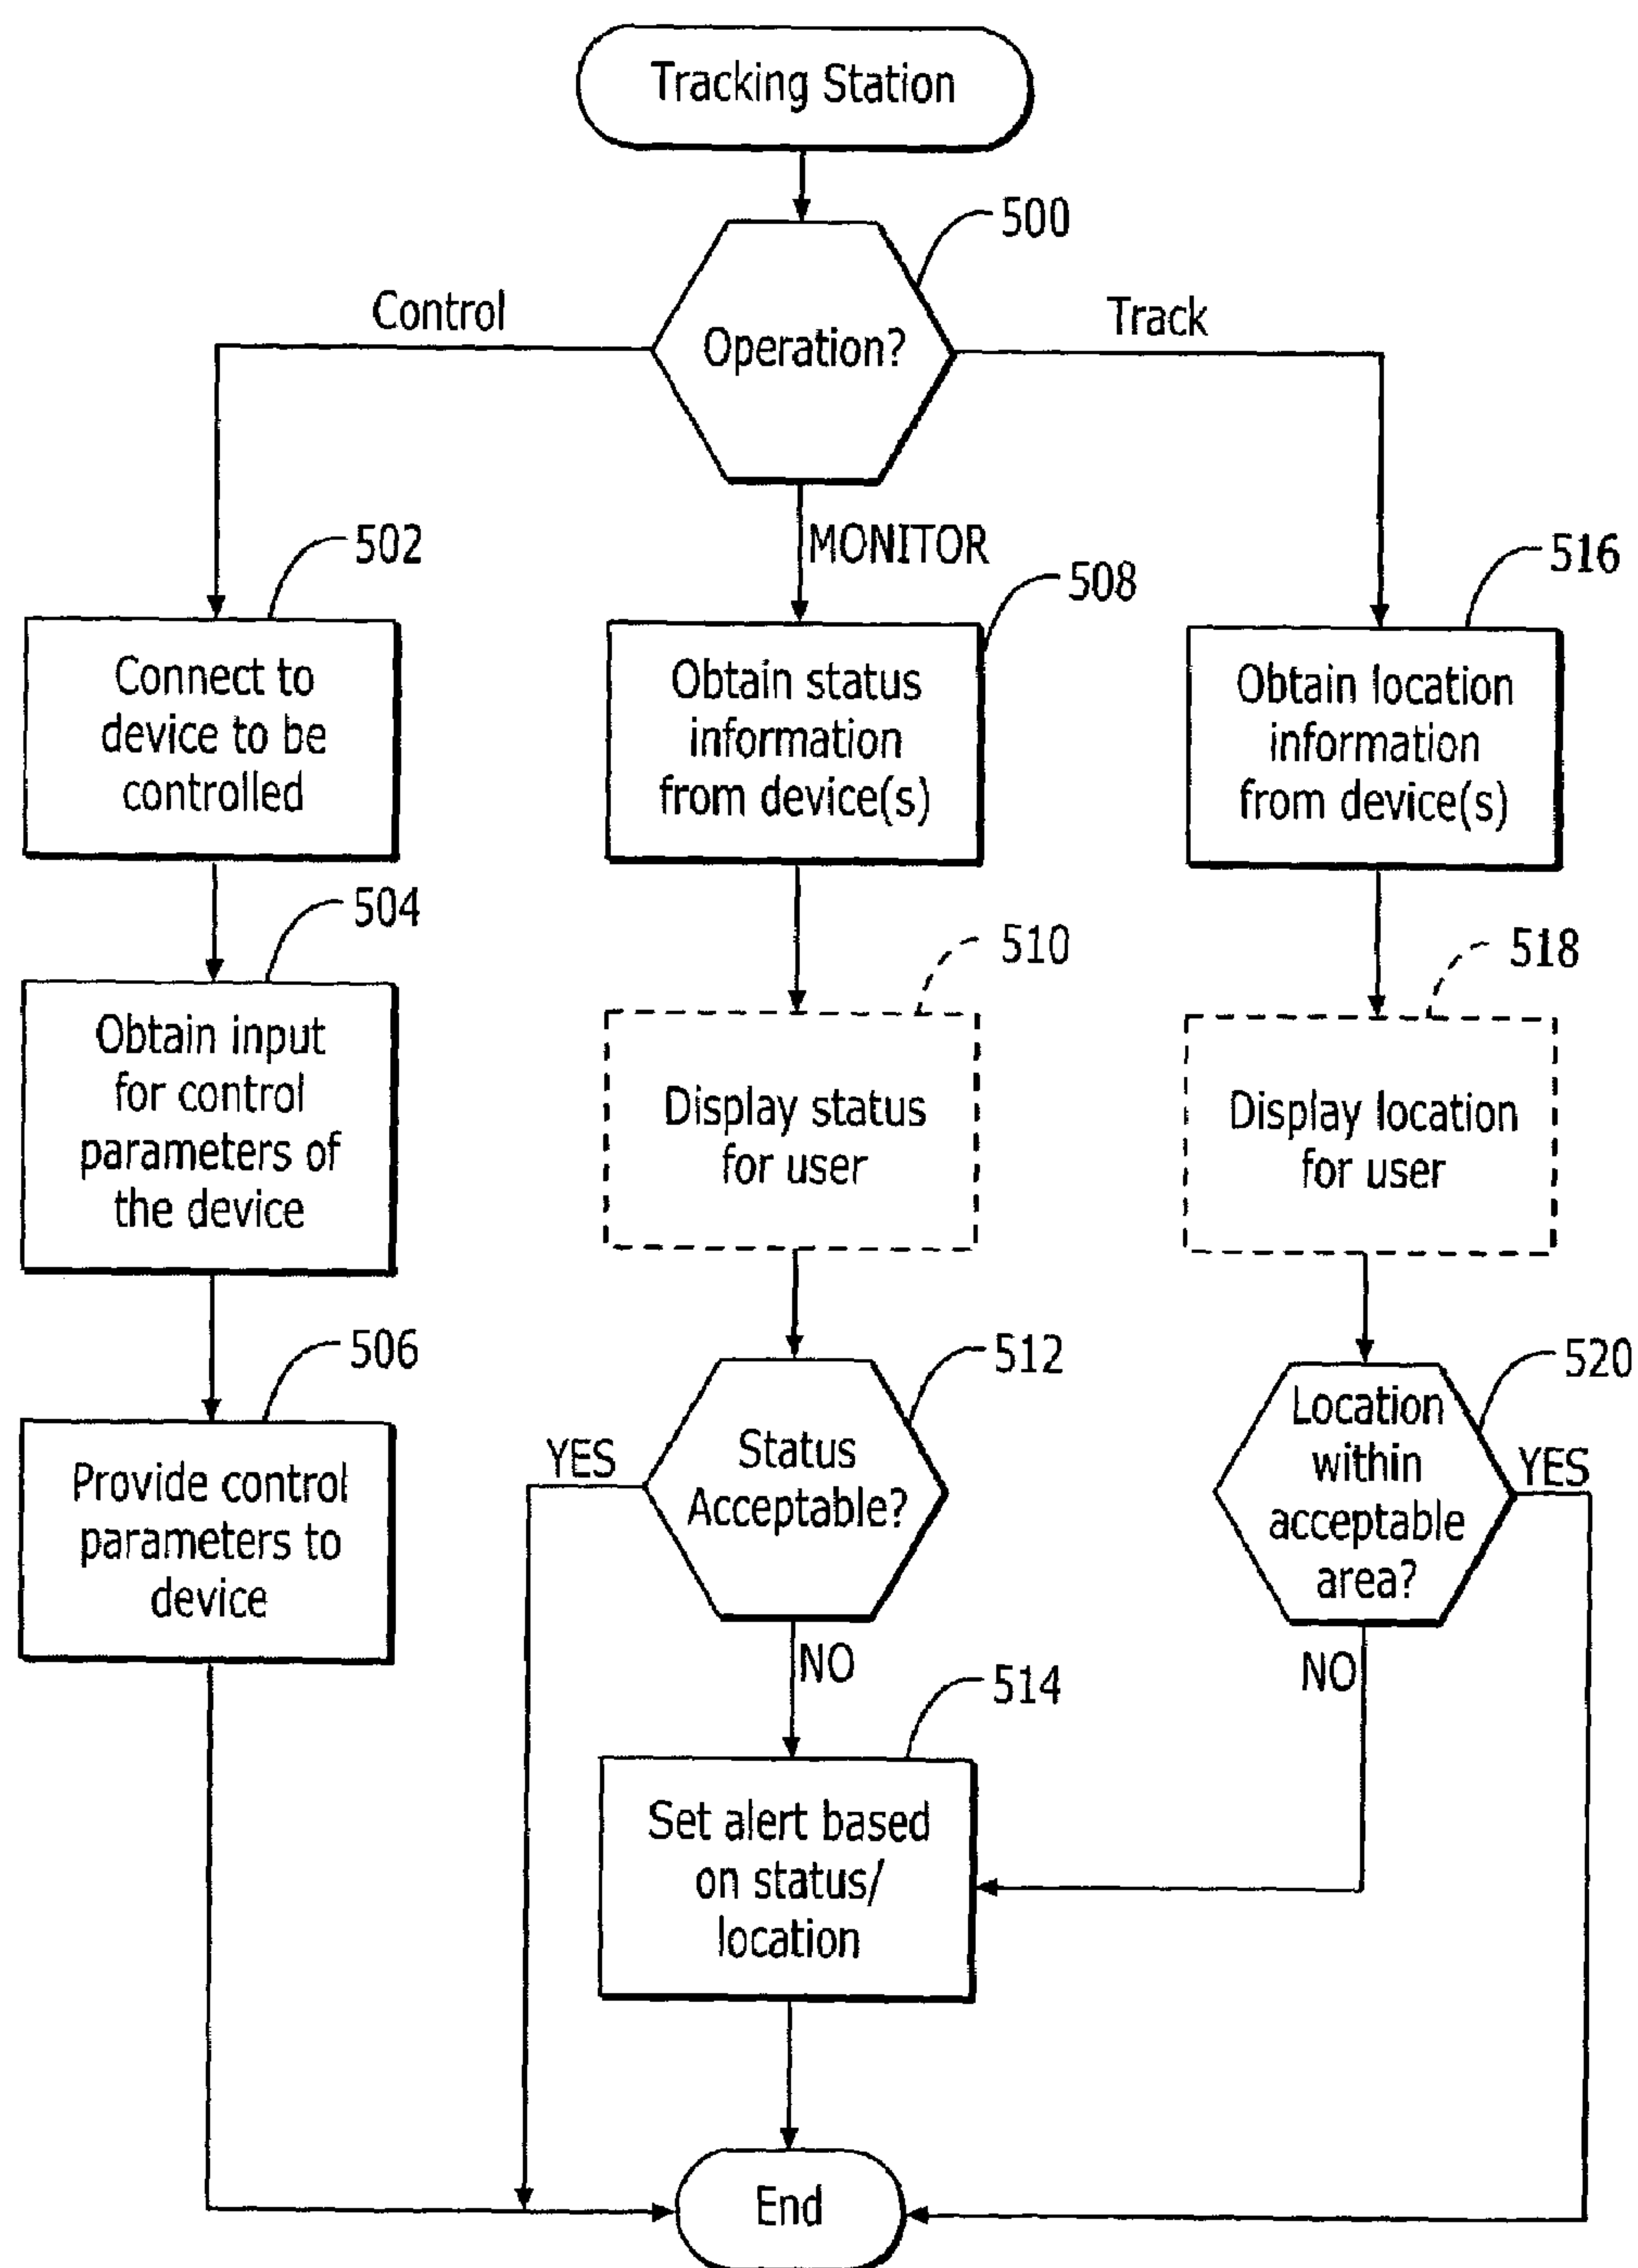 Tracking Station
500
Operation?
Control
Track
MONITOR
502
Connect to
device to be
controlled
504
Obtain input
for control
parameters of
the device
506
Provide control
parameters to
device
508
Obtain status
information
from device(s)
510
Display status
for user
512
Status
Acceptable?
YES
NO
514
Set alert based
on status/
location
516
Obtain location
information
from device(s)
518
Display location
for user
520
Location
within
acceptable
area?
YES
NO
End